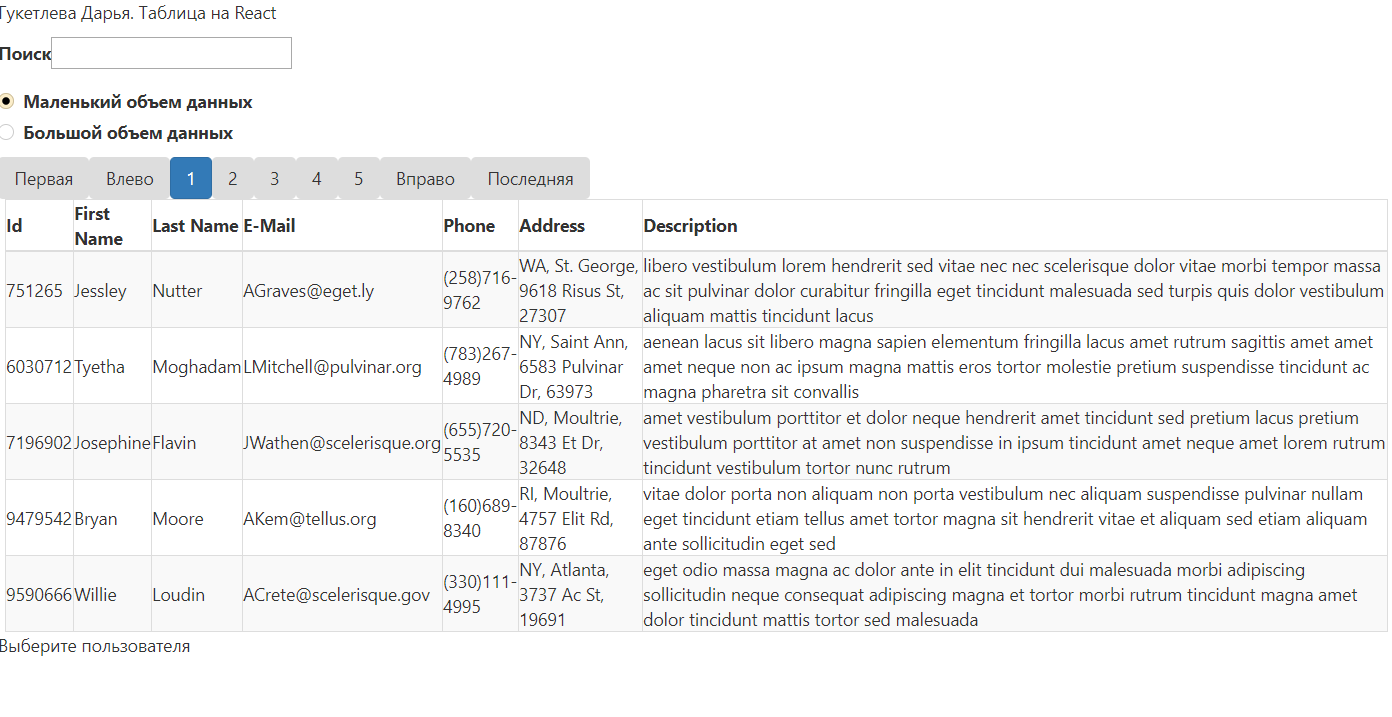 Гукетлева Дарья. Таблица на React
Поиск
Маленький объем данных
Большой объем данных
Первая Влево 1 2 3 4 5 Вправо Последняя
Id First Name Last Name E-Mail Phone Address Description
751265 Jessley Nutter AGraves@eget.ly (258)716-9762 WA, St. George, 9618 Risus St, 27307 libero vestibulum lorem hendrerit sed vitae nec nec scelerisque dolor vitae morbi tempor massa
ac sit pulvinar dolor curabitur fringilla eget tincidunt malesuada sed turpis quis dolor vestibulum
aliquam mattis tincidunt lacus
6030712 Tyetha Moghadam LMitchell@pulvinar.org (783)267-4989 NY, Saint Ann, 6583 Pulvinar Dr, 63973 aenean lacus sit libero magna sapien elementum fringilla lacus amet rutrum sagittis amet amet
amet neque non ac ipsum magna mattis eros tortor molestie pretium suspendisse tincidunt ac
magna pharetra sit convallis
7196902 Josephine Flavin JWathen@scelerisque.org (655)720-5535 ND, Moultrie, 8343 Et Dr, 32648 amet vestibulum porttitor et dolor neque hendrerit amet tincidunt sed pretium lacus pretium
vestibulum porttitor at amet non suspendisse in ipsum tincidunt amet neque amet lorem rutrum
tincidunt vestibulum tortor nunc rutrum
9479542 Bryan Moore AKem@tellus.org (160)689-8340 RI, Moultrie, 4757 Elit Rd, 87876 vitae dolor porta non aliquam non porta vestibulum nec aliquam suspendisse pulvinar nullam
eget tincidunt etiam tellus amet tortor magna sit hendrerit vitae et aliquam sed etiam aliquam
ante sollicitudin eget sed
9590666 Willie Loudin ACrete@scelerisque.gov (330)111-4995 NY, Atlanta, 3737 Ac St, 19691 eget odio massa magna ac dolor ante in elit tincidunt dui malesuada morbi adipiscing
sollicitudin neque consequat adipiscing magna et tortor morbi rutrum tincidunt magna amet
dolor tincidunt mattis tortor sed malesuada
Выберите пользователя